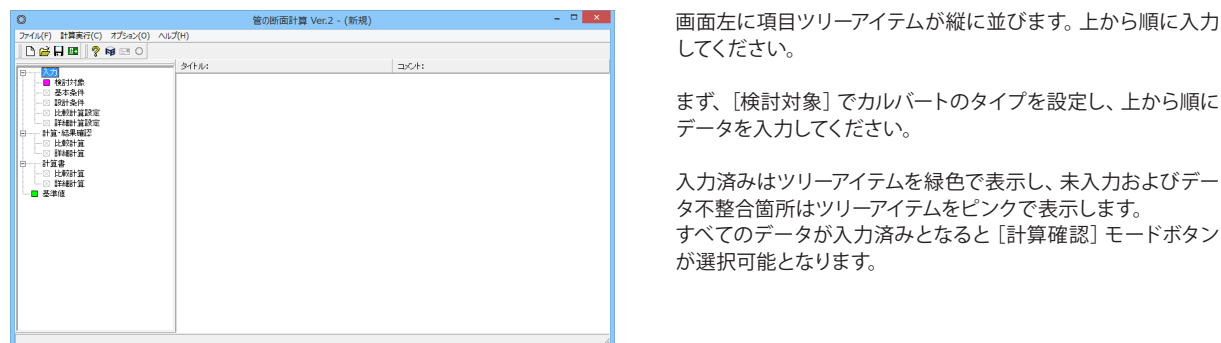 管の断面計算 Ver.2 - (新規)
ファイル(F) 計算実行(C) オプション(O) ヘルプ(H)
タイトル: コメント:
入力
検討対象
基本条件
設計条件
比較計算設定
詳細計算設定
計算・結果確認
比較計算
詳細計算
計算書
比較計算
詳細計算
基準値
画面左に項目ツリーアイテムが縦に並びます。上から順に入力
してください。
まず、［検討対象］でカルバートのタイプを設定し、上から順に
データを入力してください。
入力済みはツリーアイテムを緑色で表示し、未入力およびデー
タ不整合箇所はツリーアイテムをピンクで表示します。
すべてのデータが入力済みとなると［計算確認］モードボタン
が選択可能となります。